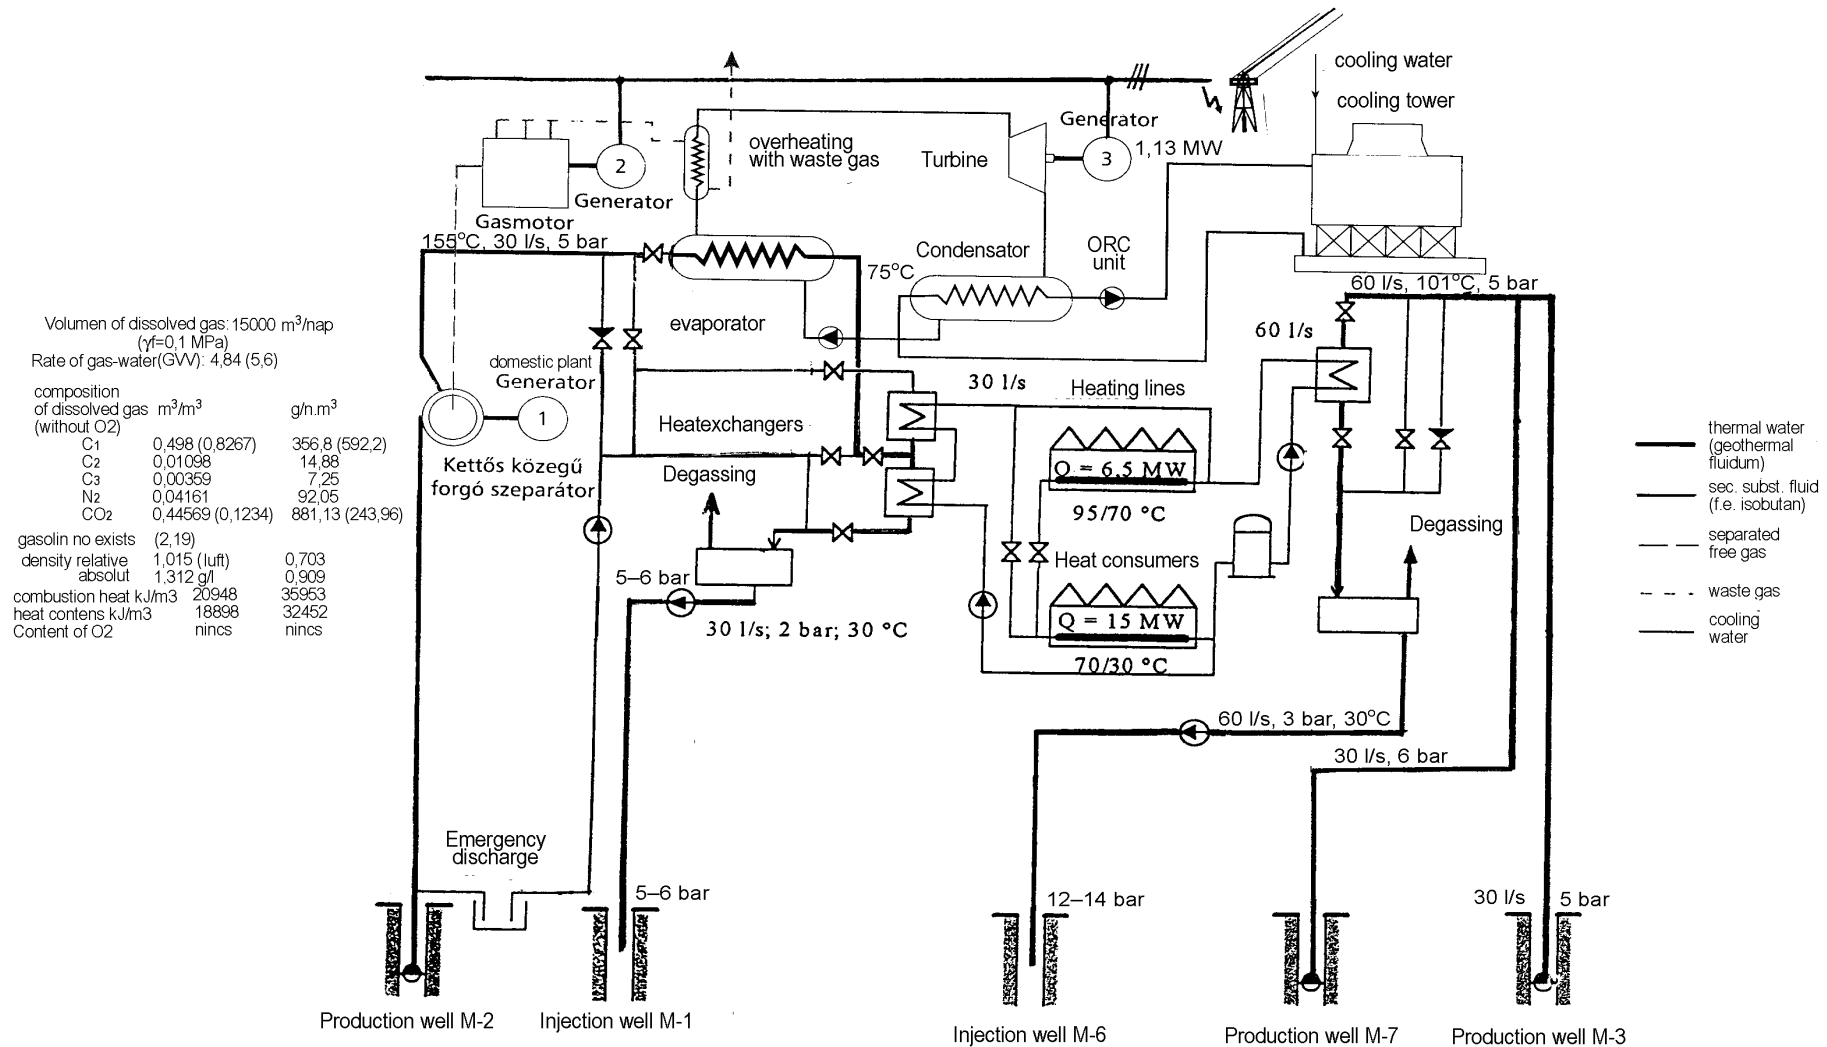 cooling water
cooling tower
Generator
1,13 MW
3
overheating
with waste gas
Turbine
2
Generator
Gasmotor
155°C, 30 l/s, 5 bar
Condensator
ORC
unit
75°C
60 l/s, 101°C, 5 bar
evaporator
60 l/s
Volumen of dissolved gas: 15000 m³/nap
(γf=0,1 MPa)
Rate of gas-water(GVV): 4,84 (5,6)
domestic plant
Generator
1
30 l/s
Heating lines
composition
of dissolved gas m³/m³ g/n.m³
(without O2)
C1 0,498 (0,8267) 356,8 (592,2)
C2 0,01098 14,88
C3 0,00359 7,25
N2 0,04161 92,05
CO2 0,44569 (0,1234) 881,13 (243,96)
gasolin no exists (2,19)
density relative 1,015 (luft) 0,703
absolut 1,312 g/l 0,909
combustion heat kJ/m3 20948 35953
heat contens kJ/m3 18898 32452
Content of O2 nincs nincs
Kettős közegű
forgó szeparátor
Heatexchangers
Degassing
Q = 6,5 MW
95/70 °C
Heat consumers
Q = 15 MW
70/30 °C
5–6 bar
30 l/s; 2 bar; 30 °C
Degassing
thermal water
(geothermal
fluidum)
sec. subst. fluid
(f.e. isobutan)
separated
free gas
waste gas
cooling
water
60 l/s, 3 bar, 30°C
30 l/s, 6 bar
Emergency
discharge
5–6 bar
12–14 bar
30 l/s
5 bar
Production well M-2
Injection well M-1
Injection well M-6
Production well M-7
Production well M-3